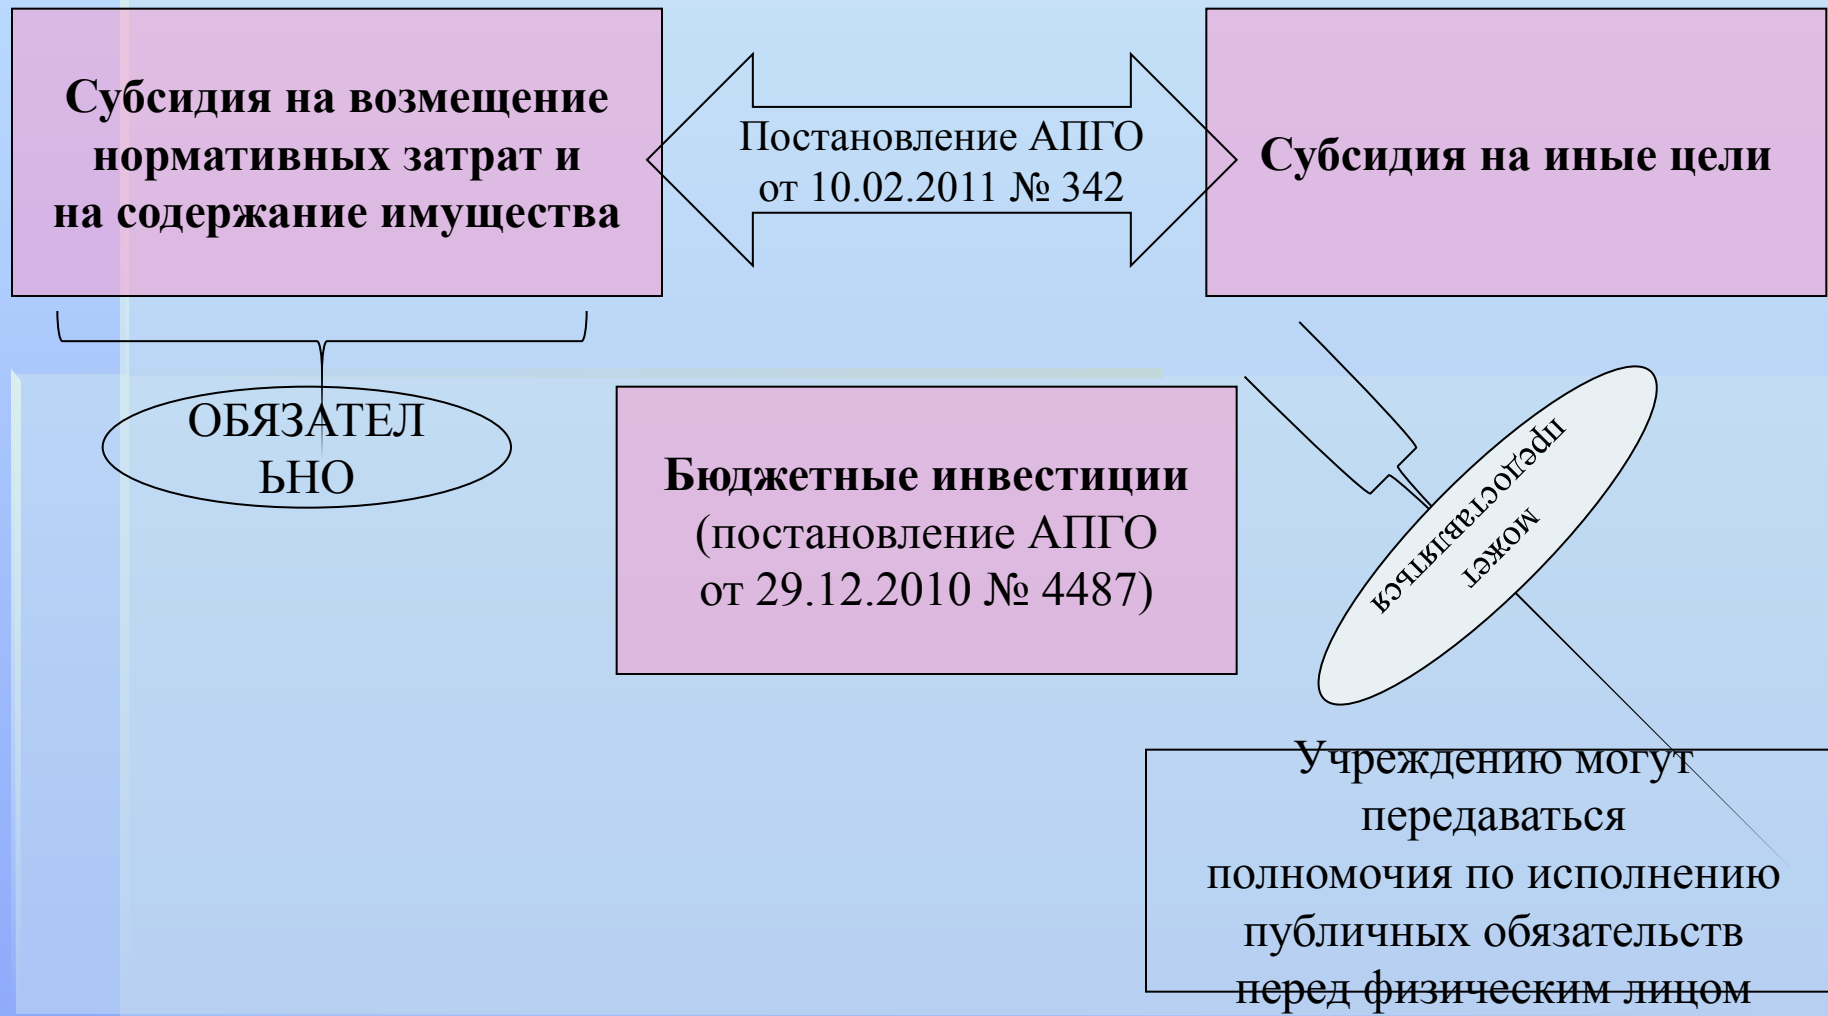 Субсидия на возмещение
нормативных затрат и
на содержание имущества
Постановление АПГО
от 10.02.2011 № 342
Субсидия на иные цели
ОБЯЗАТЕЛ
ЬНО
Бюджетные инвестиции
(постановление АПГО
от 29.12.2010 № 4487)
может
предоставляться
Учреждению могут
передаваться
полномочия по исполнению
публичных обязательств
перед физическим лицом